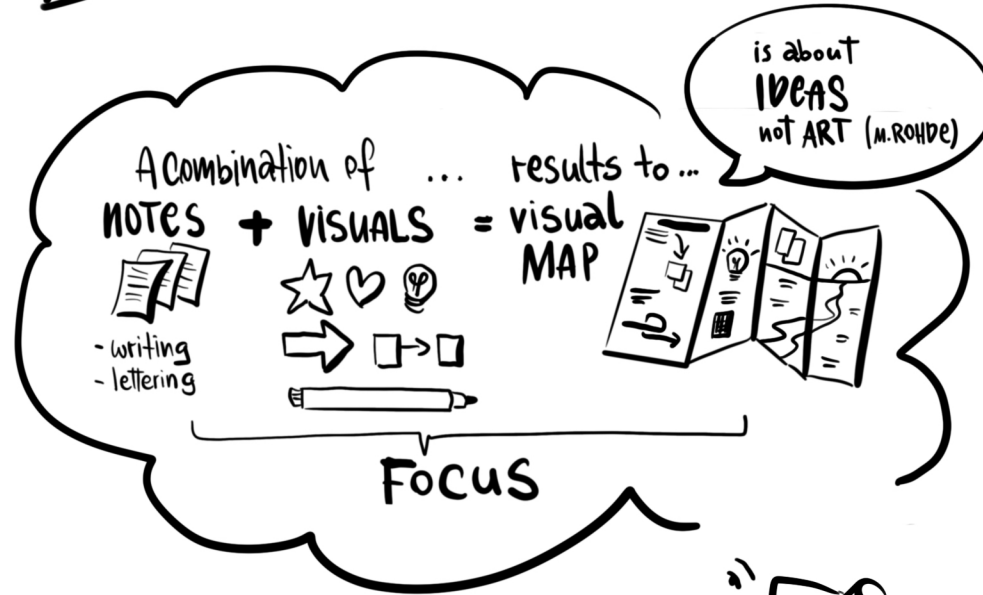 is about
IDEAS
not ART (M. ROHDE)
A combination of ... results to...
NOTES + VISUALS = visual
MAP
- writing
- lettering
FOCUS